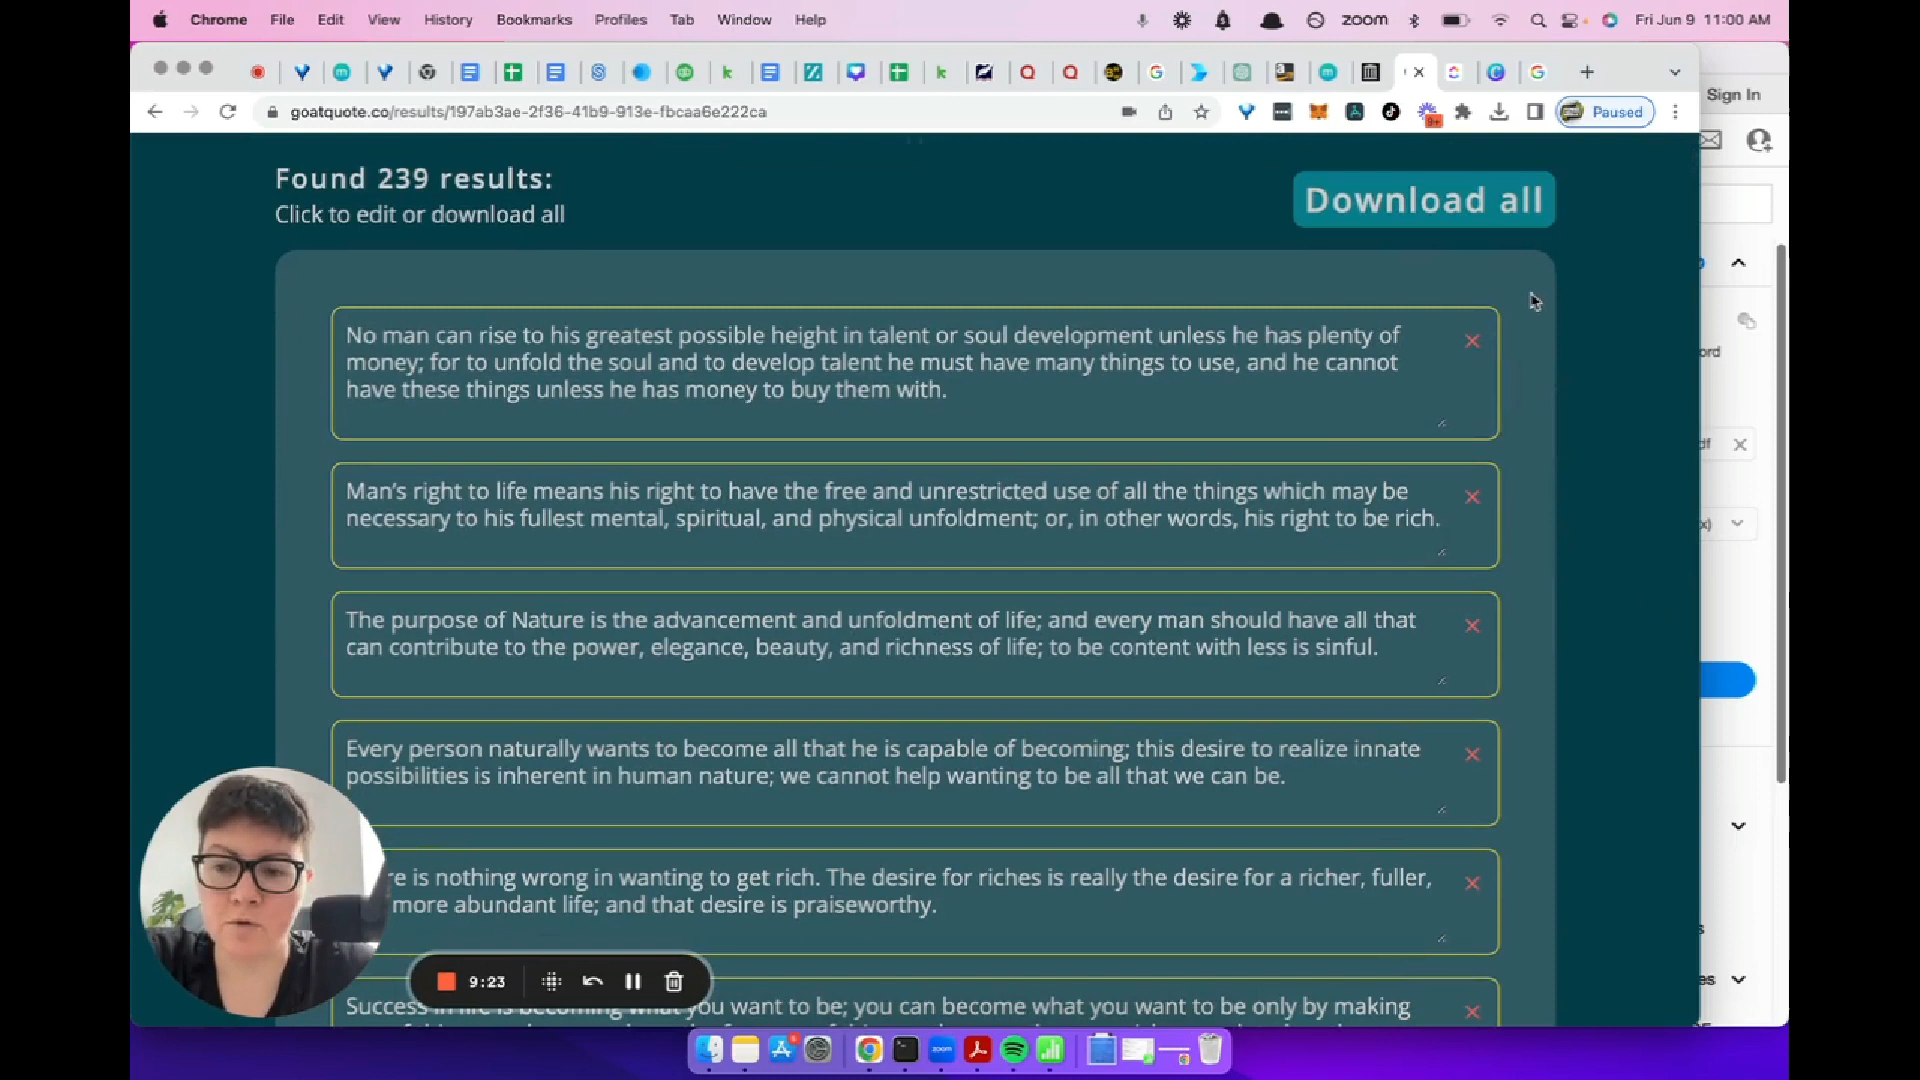 Chrome File Edit View History Bookmarks Profiles Tab Window Help zoom Fri Jun 9 11:00 AM
Sign In
goatquote.co/results/197ab3ae-2f36-41b9-913e-fbcaa6e222ca 9+ Paused
Found 239 results:
Download all
Click to edit or download all
No man can rise to his greatest possible height in talent or soul development unless he has plenty of
money; for to unfold the soul and to develop talent he must have many things to use, and he cannot
have these things unless he has money to buy them with.
Man's right to life means his right to have the free and unrestricted use of all the things which may be
necessary to his fullest mental, spiritual, and physical unfoldment; or, in other words, his right to be rich.
The purpose of Nature is the advancement and unfoldment of life; and every man should have all that
can contribute to the power, elegance, beauty, and richness of life; to be content with less is sinful.
Every person naturally wants to become all that he is capable of becoming; this desire to realize innate
possibilities is inherent in human nature; we cannot help wanting to be all that we can be.
re is nothing wrong in wanting to get rich. The desire for riches is really the desire for a richer, fuller,
more abundant life; and that desire is praiseworthy.
9:23
Success in life is becoming what you want to be; you can become what you want to be only by making